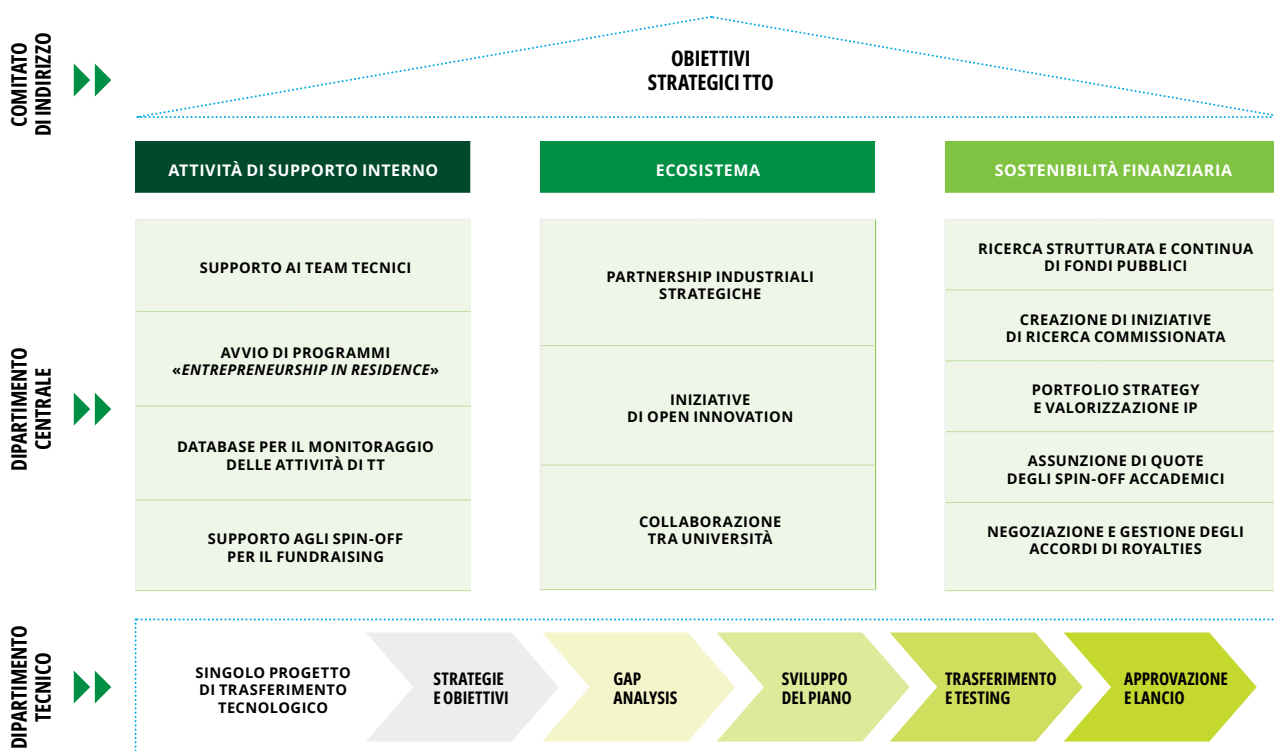 COMITATO
DI INDIRIZZO
OBIETTIVI
STRATEGICI TTO
ATTIVITÀ DI SUPPORTO INTERNO
ECOSISTEMA
SOSTENIBILITÀ FINANZIARIA
DIPARTIMENTO
CENTRALE
SUPPORTO AI TEAM TECNICI
AVVIO DI PROGRAMMI
«ENTREPRENEURSHIP IN RESIDENCE»
DATABASE PER IL MONITORAGGIO
DELLE ATTIVITÀ DI TT
SUPPORTO AGLI SPIN-OFF
PER IL FUNDRAISING
PARTNERSHIP INDUSTRIALI
STRATEGICHE
INIZIATIVE
DI OPEN INNOVATION
COLLABORAZIONE
TRA UNIVERSITÀ
RICERCA STRUTTURATA E CONTINUA
DI FONDI PUBBLICI
CREAZIONE DI INIZIATIVE
DI RICERCA COMMISSIONATA
PORTFOLIO STRATEGY
E VALORIZZAZIONE IP
ASSUNZIONE DI QUOTE
DEGLI SPIN-OFF ACCADEMICI
NEGOZIAZIONE E GESTIONE DEGLI
ACCORDI DI ROYALTIES
DIPARTIMENTO
TECNICO
SINGOLO PROGETTO
DI TRASFERIMENTO
TECNOLOGICO
STRATEGIE
E OBIETTIVI
GAP
ANALYSIS
SVILUPPO
DEL PIANO
TRASFERIMENTO
E TESTING
APPROVAZIONE
E LANCIO